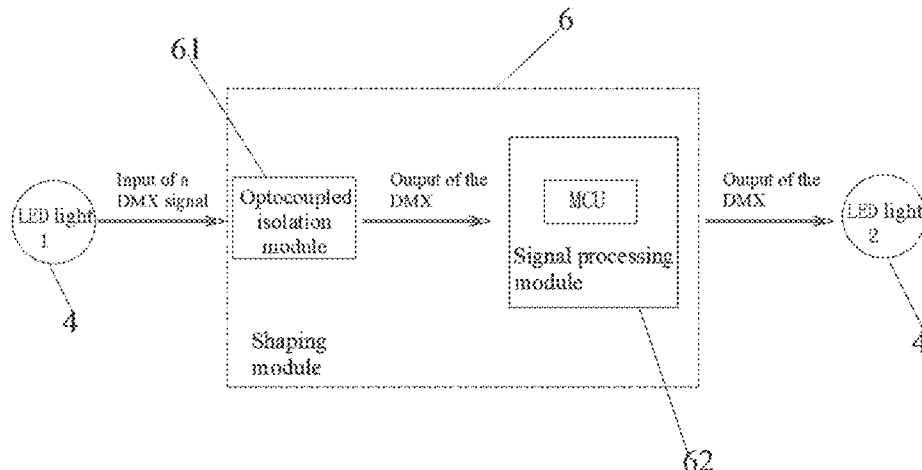 6
61
Input of a
DMX signal
LED light
1
Optocoupled
isolation
module
Output of the
DMX
MCU
Signal processing
module
Output of the
DMX
LED light
2
4
4
Shaping
module
62